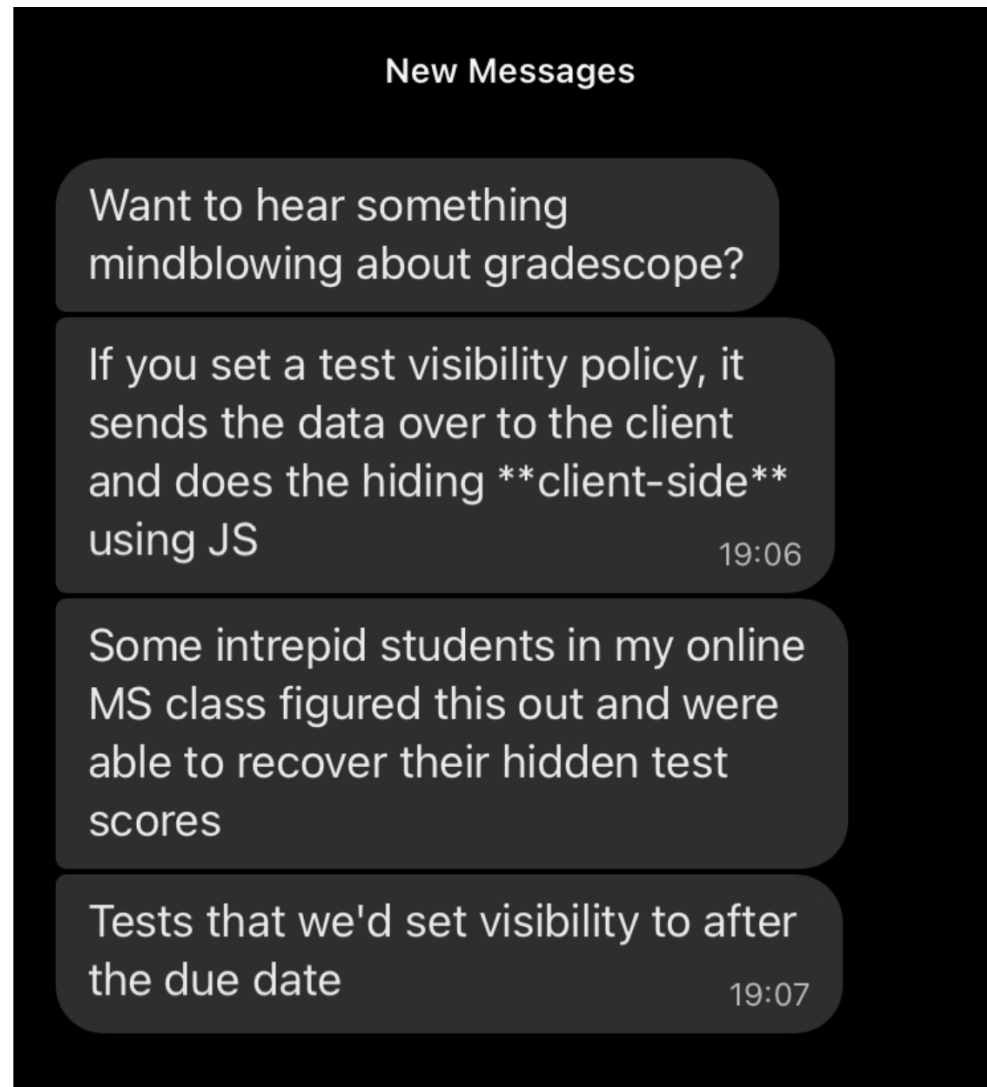 New Messages
Want to hear something
mindblowing about gradescope?
If you set a test visibility policy, it
sends the data over to the client
and does the hiding **client-side**
using JS
19:06
Some intrepid students in my online
MS class figured this out and were
able to recover their hidden test
scores
Tests that we'd set visibility to after
the due date
19:07